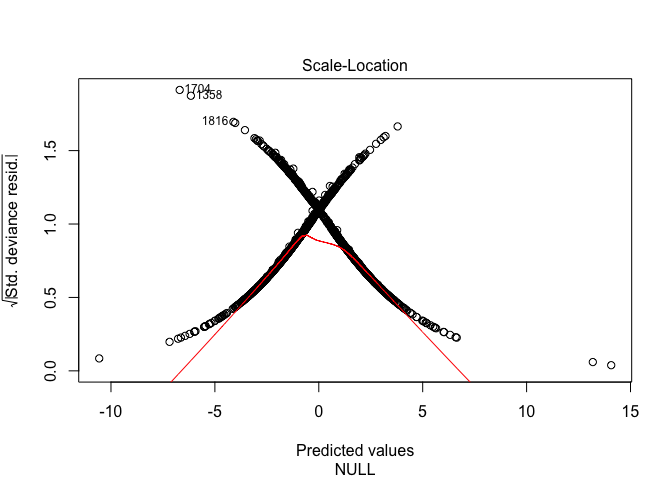 Scale-Location
√|Std. deviance resid.|
0.0 0.5 1.0 1.5
1704
1358
1816
-10 -5 0 5 10 15
Predicted values
NULL